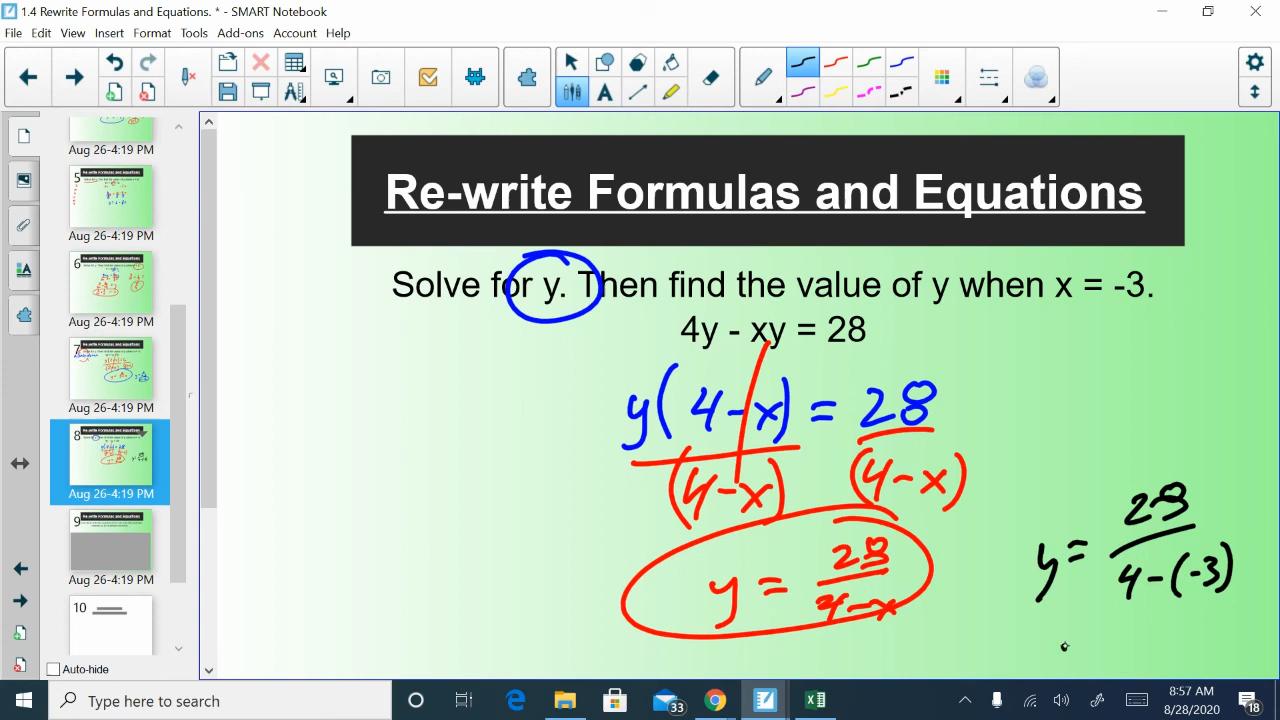 1.4 Rewrite Formulas and Equations. * - SMART Notebook
File Edit View Insert Format Tools Add-ons Account Help
Aug 26-4:19 PM
5
Aug 26-4:19 PM
6
Aug 26-4:19 PM
7
Aug 26-4:19 PM
8
Aug 26-4:19 PM
9
Aug 26-4:19 PM
10
Auto-hide
Re-write Formulas and Equations
Solve for y. Then find the value of y when x = -3.
4y - xy = 28
y(4-x) = 28
(4-x) (4-x)
y = 28
4-x
y = 28
4-(-3)
Type here to search
33
8:57 AM
8/28/2020
18